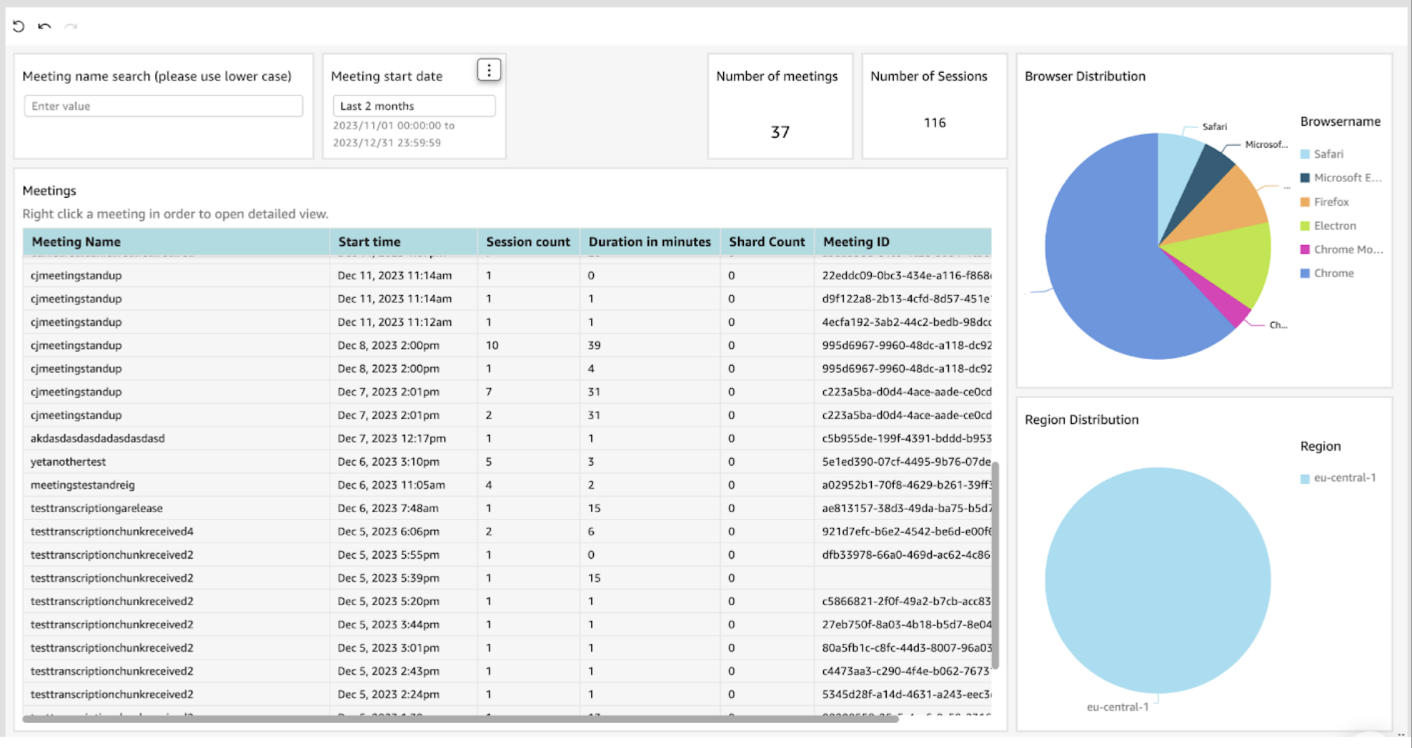 Meeting name search (please use lower case)
Enter value
Meeting start date
Last 2 months
2023/11/01 00:00:00 to
2023/12/31 23:59:59
Number of meetings
37
Number of Sessions
116
Meetings
Right click a meeting in order to open detailed view.
Meeting Name Start time Session count Duration in minutes Shard Count Meeting ID
cjmeetingstandup Dec 11, 2023 11:14am 1 0 0 22eddc09-0bc3-434e-a116-f868
cjmeetingstandup Dec 11, 2023 11:14am 1 1 0 d9f122a8-2b13-4cfd-8d57-451e
cjmeetingstandup Dec 11, 2023 11:12am 1 1 0 4ecfa192-3ab2-44c2-bedb-98dcc
cjmeetingstandup Dec 8, 2023 2:00pm 10 39 0 995d6967-9960-48dc-a118-dc92
cjmeetingstandup Dec 8, 2023 2:00pm 1 4 0 995d6967-9960-48dc-a118-dc92
cjmeetingstandup Dec 7, 2023 2:01pm 7 31 0 c223a5ba-d0d4-4ace-aade-ce0cd
cjmeetingstandup Dec 7, 2023 2:01pm 2 31 0 c223a5ba-d0d4-4ace-aade-ce0cd
akdasdasdasdadasdasdasd Dec 7, 2023 12:17pm 1 1 0 c5b955de-199f-4391-bddd-b953
yetanothertest Dec 6, 2023 3:10pm 5 3 0 5e1ed390-07cf-4495-9b76-07de
meetingstestandreig Dec 6, 2023 11:05am 4 2 0 a02952b1-70f8-4629-b261-39ff3
testtranscriptiongarelease Dec 6, 2023 7:48am 1 15 0 ae813157-38d3-49da-ba75-b5d7
testtranscriptionchunkreceived4 Dec 5, 2023 6:06pm 2 6 0 921d7efc-b6e2-4542-be6d-e00f6
testtranscriptionchunkreceived2 Dec 5, 2023 5:55pm 1 0 0 dfb33978-66a0-469d-ac62-4c86
testtranscriptionchunkreceived2 Dec 5, 2023 5:39pm 1 15 0
testtranscriptionchunkreceived2 Dec 5, 2023 5:20pm 1 1 0 c5866821-2f0f-49a2-b7cb-acc83
testtranscriptionchunkreceived2 Dec 5, 2023 3:44pm 1 1 0 27eb750f-8a03-4b18-b5d7-8e04
testtranscriptionchunkreceived2 Dec 5, 2023 3:01pm 1 1 0 80a5fb1c-c8fc-44d3-8007-96a03
testtranscriptionchunkreceived2 Dec 5, 2023 2:43pm 1 1 0 c4473aa3-c290-4f4e-b062-7673
testtranscriptionchunkreceived2 Dec 5, 2023 2:24pm 1 1 0 5345d28f-a14d-4631-a243-eec3
Browser Distribution
Safari
Microsof...
...
Ch...
Browsername
Safari
Microsoft E...
Firefox
Electron
Chrome Mo...
Chrome
Region Distribution
Region
eu-central-1
eu-central-1